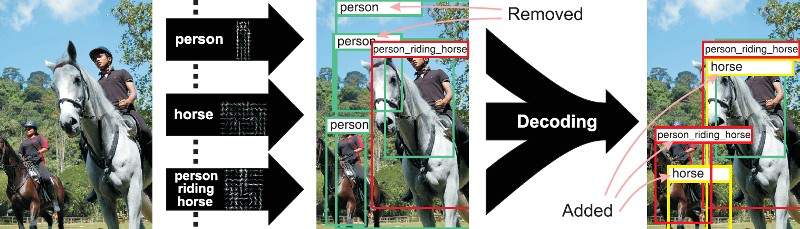 person
horse
person
riding
horse
person
person
person_riding_horse
person
Removed
Decoding
Added
person_riding_horse
horse
person_riding_horse
horse